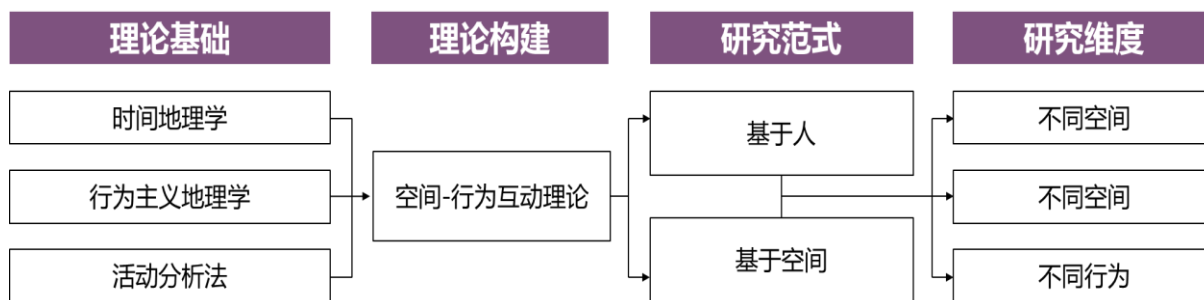 理论基础
理论构建
研究范式
研究维度
时间地理学
行为主义地理学
活动分析法
空间-行为互动理论
基于人
基于空间
不同空间
不同空间
不同行为